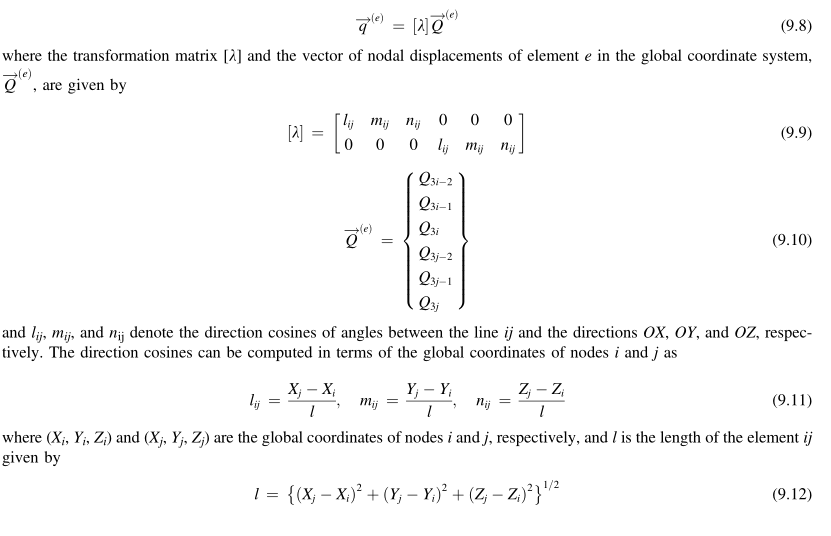 $\overrightarrow{q}^{(e)} = [\lambda]\overrightarrow{Q}^{(e)}$ (9.8)
where the transformation matrix [λ] and the vector of nodal displacements of element e in the global coordinate system,
$\overrightarrow{Q}^{(e)}$, are given by
$[\lambda] = \begin{bmatrix} l_{ij} & m_{ij} & n_{ij} & 0 & 0 & 0 \\ 0 & 0 & 0 & l_{ij} & m_{ij} & n_{ij} \end{bmatrix}$ (9.9)
$\overrightarrow{Q}^{(e)} = \begin{Bmatrix} Q_{3i-2} \\ Q_{3i-1} \\ Q_{3i} \\ Q_{3j-2} \\ Q_{3j-1} \\ Q_{3j} \end{Bmatrix}$ (9.10)
and $l_{ij}$, $m_{ij}$, and $n_{ij}$ denote the direction cosines of angles between the line ij and the directions OX, OY, and OZ, respec-
tively. The direction cosines can be computed in terms of the global coordinates of nodes i and j as
$l_{ij} = \frac{X_j - X_i}{l}, \quad m_{ij} = \frac{Y_j - Y_i}{l}, \quad n_{ij} = \frac{Z_j - Z_i}{l}$ (9.11)
where ($X_i$, $Y_i$, $Z_i$) and ($X_j$, $Y_j$, $Z_j$) are the global coordinates of nodes i and j, respectively, and l is the length of the element ij
given by
$l = \left\{(X_j - X_i)^2 + (Y_j - Y_i)^2 + (Z_j - Z_i)^2\right\}^{1/2}$ (9.12)